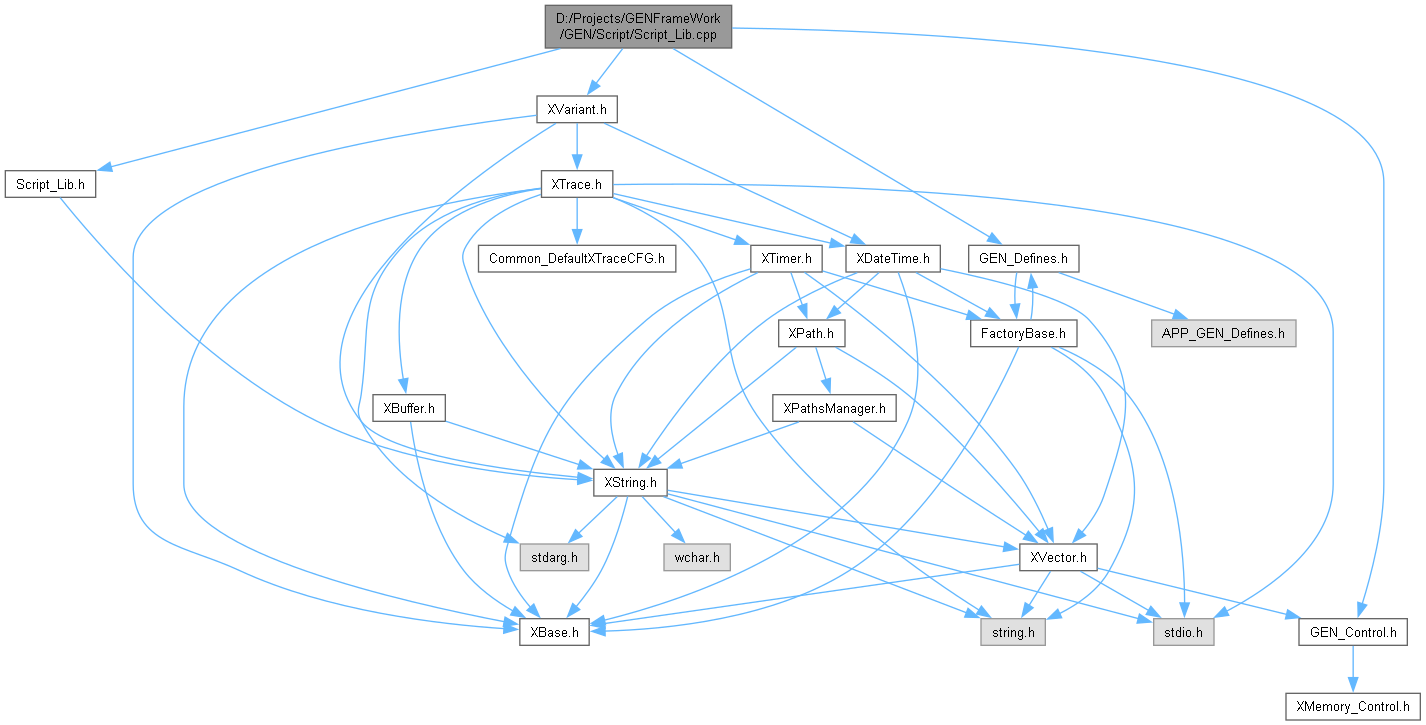 D:/Projects/GENFrameWork
/GEN/Script/Script_Lib.cpp
XVariant.h
Script_Lib.h
XTrace.h
Common_DefaultXTraceCFG.h
XTimer.h
XDateTime.h
GEN_Defines.h
XPath.h
FactoryBase.h
APP_GEN_Defines.h
XBuffer.h
XPathsManager.h
XString.h
stdarg.h
wchar.h
XVector.h
XBase.h
string.h
stdio.h
GEN_Control.h
XMemory_Control.h